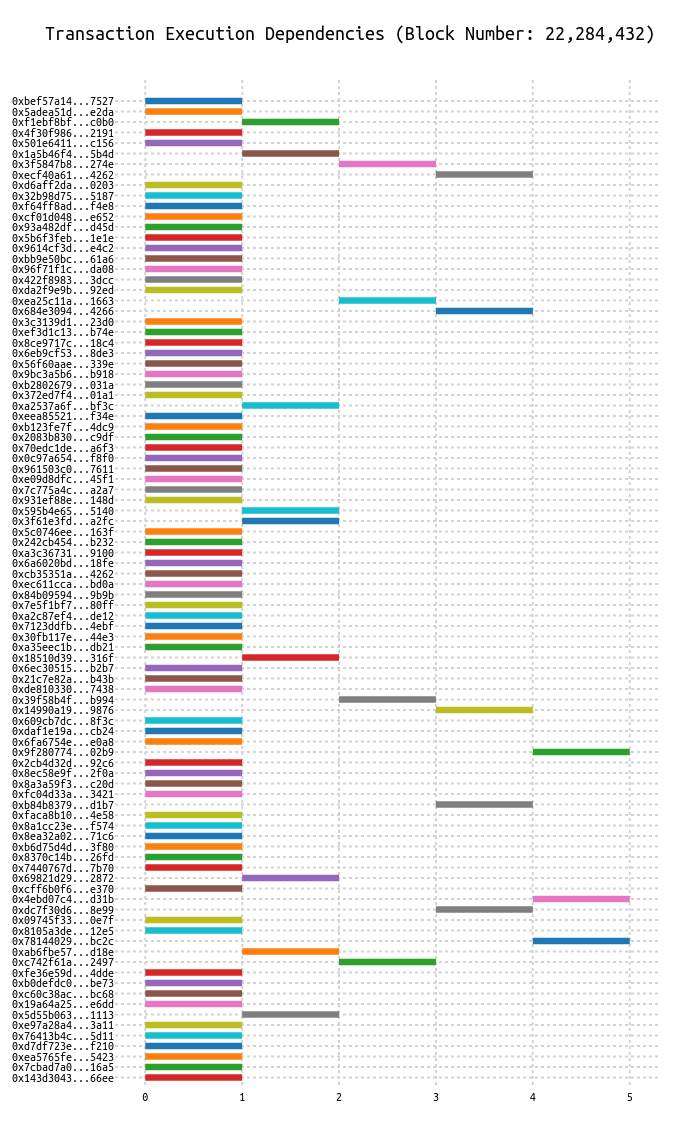 Transaction Execution Dependencies (Block Number: 22,284,432)
0xbef57a14...7527
0x5adea51d...e2da
0xf1ebf8bf...c0b0
0x4f30f986...2191
0x501e6411...c156
0x1a5b46f4...5b4d
0x3f5847b8...274e
0xecf40a61...4262
0xd6aff2da...0203
0x32b98d75...5187
0xf64ff8ad...f4e8
0xcf01d048...e652
0x93a482df...d45d
0x5b6f3feb...1e1e
0x9614cf3d...e4c2
0xbb9e50bc...61a6
0x96f71f1c...da08
0x422f8983...3dcc
0xda2f9e9b...92ed
0xea25c11a...1663
0x684e3094...4266
0x3c3139d1...23d0
0xef3d1c13...b74e
0x8ce9717c...18c4
0x6eb9cf53...8de3
0x56f60aae...339e
0x9bc3a5b6...b918
0xb2802679...031a
0x372ed7f4...01a1
0xa2537a6f...bf3c
0xeea85521...f34e
0xb123fe7f...4dc9
0x2083b830...c9df
0x70edc1de...a6f3
0x0c97a654...f8f0
0x961503c0...7611
0xe09d8dfc...45f1
0x7c775a4c...a2a7
0x931ef88e...148d
0x595b4e65...5140
0x3f61e3fd...a2fc
0x5c0746ee...163f
0x242cb454...b232
0xa3c36731...9100
0x6a6020bd...18fe
0xcb35351a...4262
0xec611cca...bd0a
0x84b09594...9b9b
0x7e5f1bf7...80ff
0xa2c87ef4...de12
0x7123ddfb...4ebf
0x30fb117e...44e3
0xa35eec1b...db21
0x18510d39...316f
0x6ec30515...b2b7
0x21c7e82a...b43b
0xde810330...7438
0x39f58b4f...b994
0x14990a19...9876
0x609cb7dc...8f3c
0xdaf1e19a...cb24
0x6fa6754e...e0a8
0x9f280774...02b9
0x2cb4d32d...92c6
0x8ec58e9f...2f0a
0x8a3a59f3...c20d
0xfc04d33a...3421
0xb84b8379...d1b7
0xfaca8b10...4e58
0x8a1cc23e...f574
0x8ea32a02...71c6
0xb6d75d4d...3f80
0x8370c14b...26fd
0x7440767d...7b70
0x69821d29...2872
0xcff6b0f6...e370
0x4ebd07c4...d31b
0xdc7f30d6...8e99
0x09745f33...0e7f
0x8105a3de...12e5
0x78144029...bc2c
0xab6fbe57...d18e
0xc742f61a...2497
0xfe36e59d...4dde
0xb0defdc0...be73
0xc60c38ac...bc68
0x19a64a25...e6dd
0x5d55b063...1113
0xe97a28a4...3a11
0x76413b4c...5d11
0xd7df723e...f210
0xea5765fe...5423
0x7cbad7a0...16a5
0x143d3043...66ee
0 1 2 3 4 5